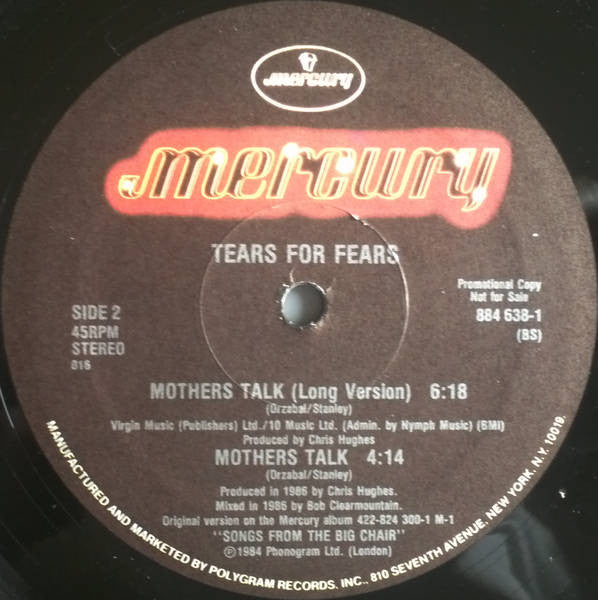 mercury
mercury
TEARS FOR FEARS
Promotional Copy
Not for Sale
SIDE 2
884 638-1
45RPM
(BS)
STEREO
016
MOTHERS TALK (Long Version) 6:18
(Orzabal/Stanley)
Virgin Music (Publishers) Ltd./10 Music Ltd. (Admin. by Nymph Music) (BMI)
Produced by Chris Hughes
MOTHERS TALK 4:14
(Orzabal/Stanley)
Produced in 1986 by Chris Hughes.
Mixed in 1986 by Bob Clearmountain.
Original version on the Mercury album 422-824 300-1 M-1
"SONGS FROM THE BIG CHAIR"
℗1984 Phonogram Ltd. (London)
MANUFACTURED AND MARKETED BY POLYGRAM RECORDS, INC., 810 SEVENTH AVENUE, NEW YORK, N.Y. 10019.